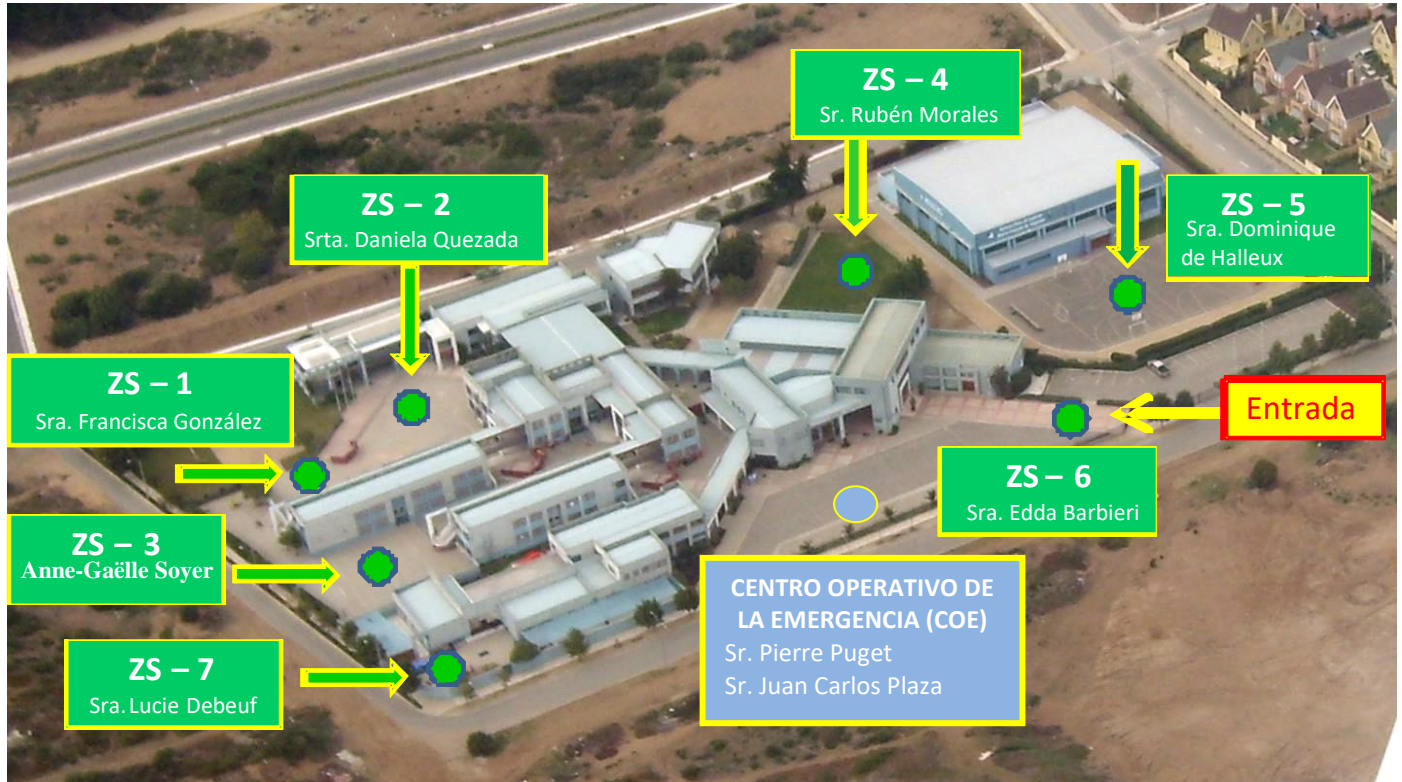 ZS – 4
Sr. Rubén Morales
ZS – 2
Srta. Daniela Quezada
ZS – 5
Sra. Dominique
de Halleux
ZS – 1
Sra. Francisca González
Entrada
ZS – 6
Sra. Edda Barbieri
ZS – 3
Anne-Gaëlle Soyer
CENTRO OPERATIVO DE
LA EMERGENCIA (COE)
Sr. Pierre Puget
Sr. Juan Carlos Plaza
ZS – 7
Sra. Lucie Debeuf